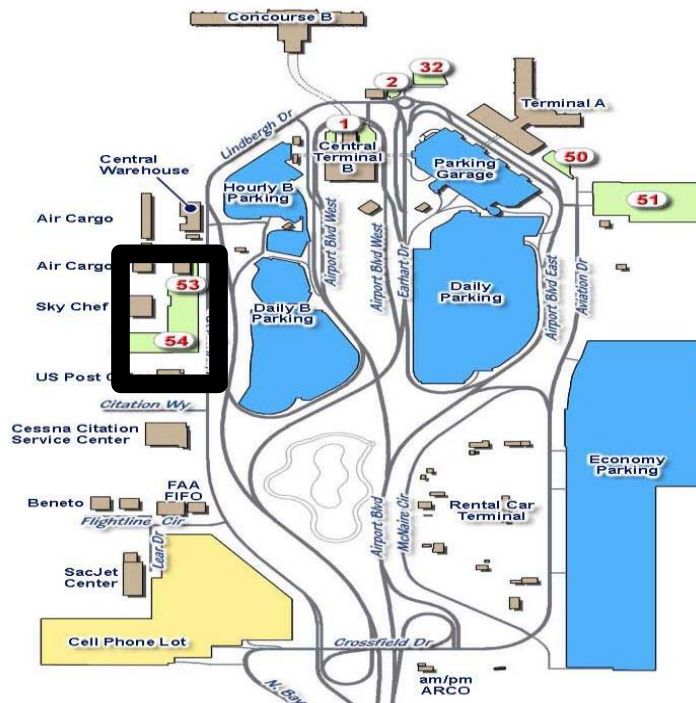 Concourse B
32
2
Terminal A
Lindbergh Dr
1
Central
Terminal
B
Parking
Garage
50
Central
Warehouse
Hourly B
Parking
51
Air Cargo
Airport Blvd West
Airport Blvd West
Earhart Dr
Airport Blvd East
Aviation Dr
Air Cargo
53
Sky Chef
Daily B
Parking
Daily
Parking
54
US Post
Citation Wy
Cessna Citation
Service Center
Economy
Parking
FAA
FIFO
Beneto
Flightline Cir
Lear Dr
Airport Blvd
McNaire Cir
Rental Car
Terminal
SacJet
Center
Cell Phone Lot
Crossfield Dr
am/pm
ARCO
N. Bay